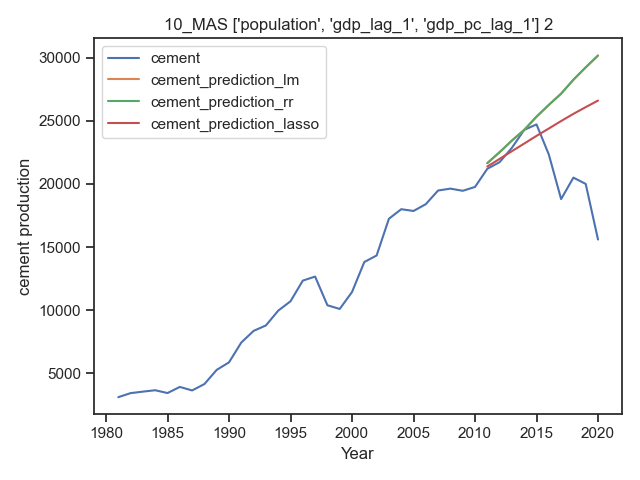 10_MAS ['population', 'gdp_lag_1', 'gdp_pc_lag_1'] 2
cement
cement_prediction_lm
cement_prediction_rr
cement_prediction_lasso
30000
25000
20000
15000
10000
5000
cement production
1980 1985 1990 1995 2000 2005 2010 2015 2020
Year